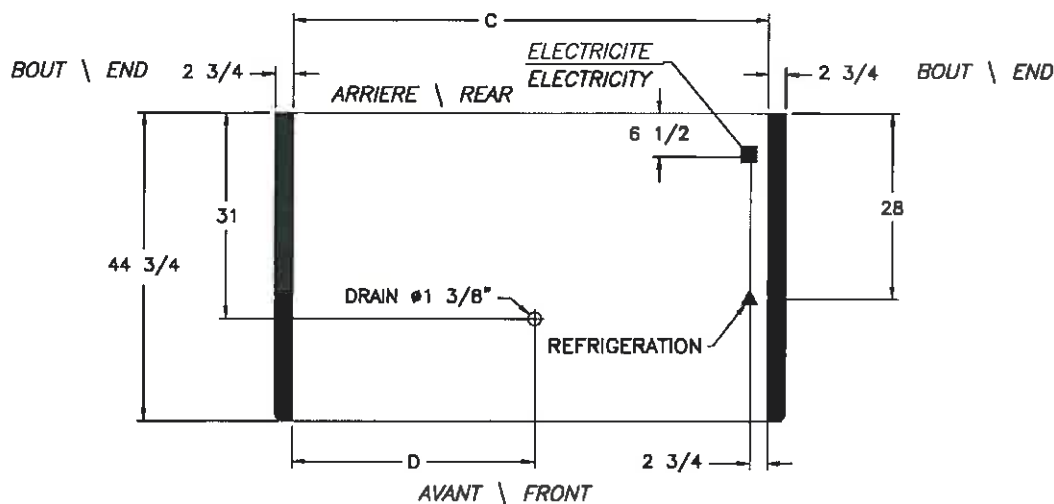 C
ELECTRICITE
ELECTRICITY
BOUT \ END
2 3/4
2 3/4
BOUT \ END
ARRIERE \ REAR
6 1/2
31
28
44 3/4
DRAIN ø1 3/8"
REFRIGERATION
D
2 3/4
AVANT \ FRONT